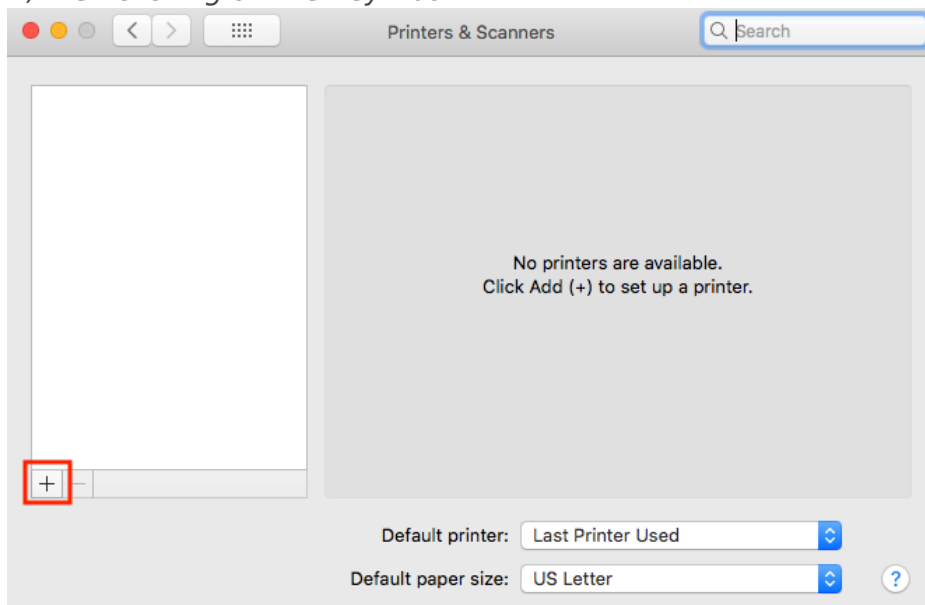 Printers & Scanners
Search
No printers are available.
Click Add (+) to set up a printer.
+ −
Default printer: Last Printer Used
Default paper size: US Letter
?